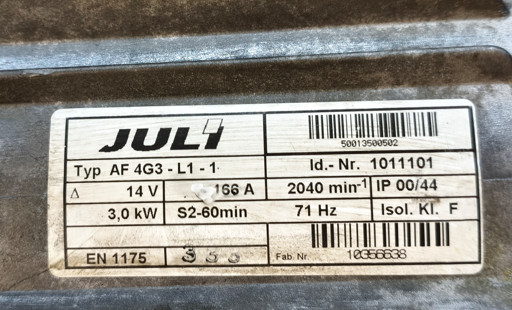 JULI
50013500502
Typ AF 4G3 - L1 - 1
Id.- Nr. 1011101
Δ 14 V 166 A 2040 min-1 IP 00/44
3,0 kW S2-60min 71 Hz Isol. Kl. F
EN 1175
Fab. Nr. 10356638